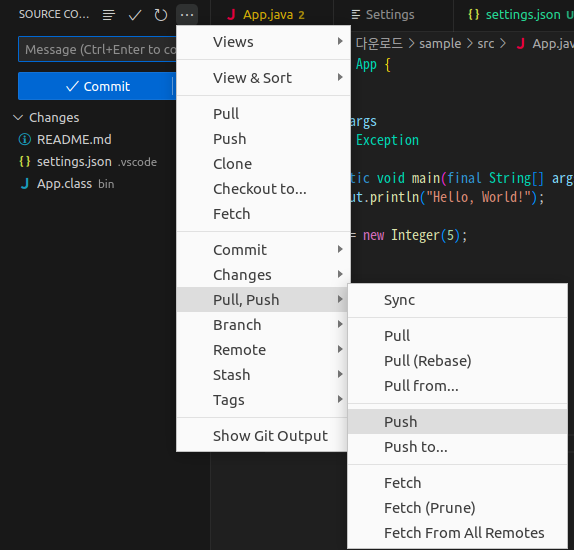 SOURCE CO...
App.java 2
Settings
settings.json U
Message (Ctrl+Enter to co
Commit
Changes
README.md
settings.json .vscode
App.class bin
다운로드 > sample > src > App.java
App {
args
Exception
tic void main(final String[] arg
ut.println("Hello, World!");
= new Integer(5);
Views
View & Sort
Pull
Push
Clone
Checkout to...
Fetch
Commit
Changes
Pull, Push
Branch
Remote
Stash
Tags
Show Git Output
Sync
Pull
Pull (Rebase)
Pull from...
Push
Push to...
Fetch
Fetch (Prune)
Fetch From All Remotes